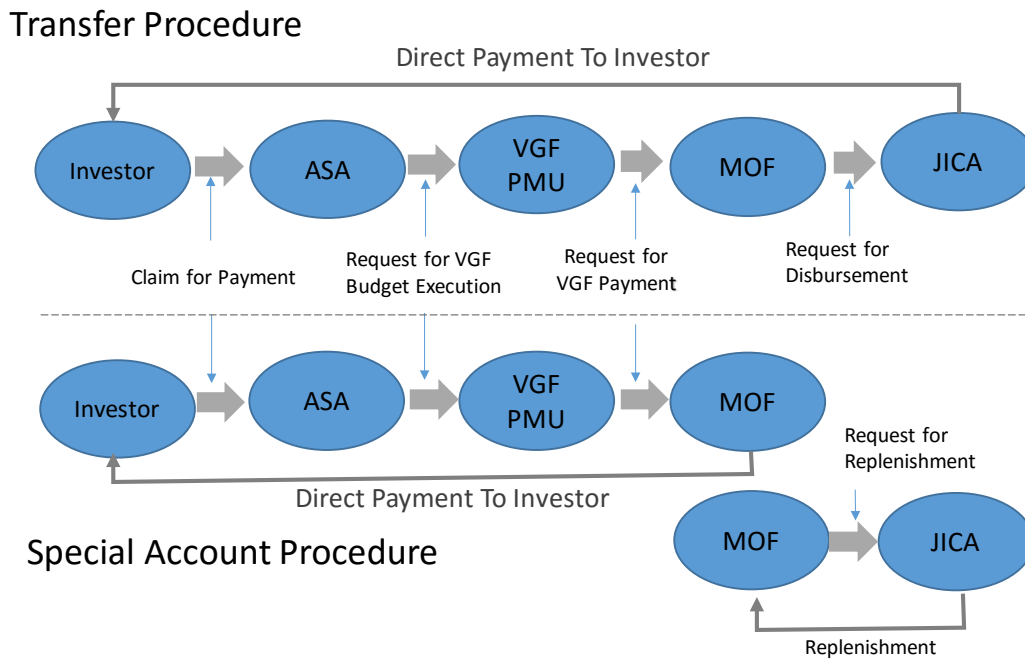 Transfer Procedure
Direct Payment To Investor
Investor
ASA
VGF
PMU
MOF
JICA
Claim for Payment
Request for VGF
Budget Execution
Request for
VGF Payment
Request for
Disbursement
Investor
ASA
VGF
PMU
MOF
Direct Payment To Investor
Request for
Replenishment
Special Account Procedure
MOF
JICA
Replenishment